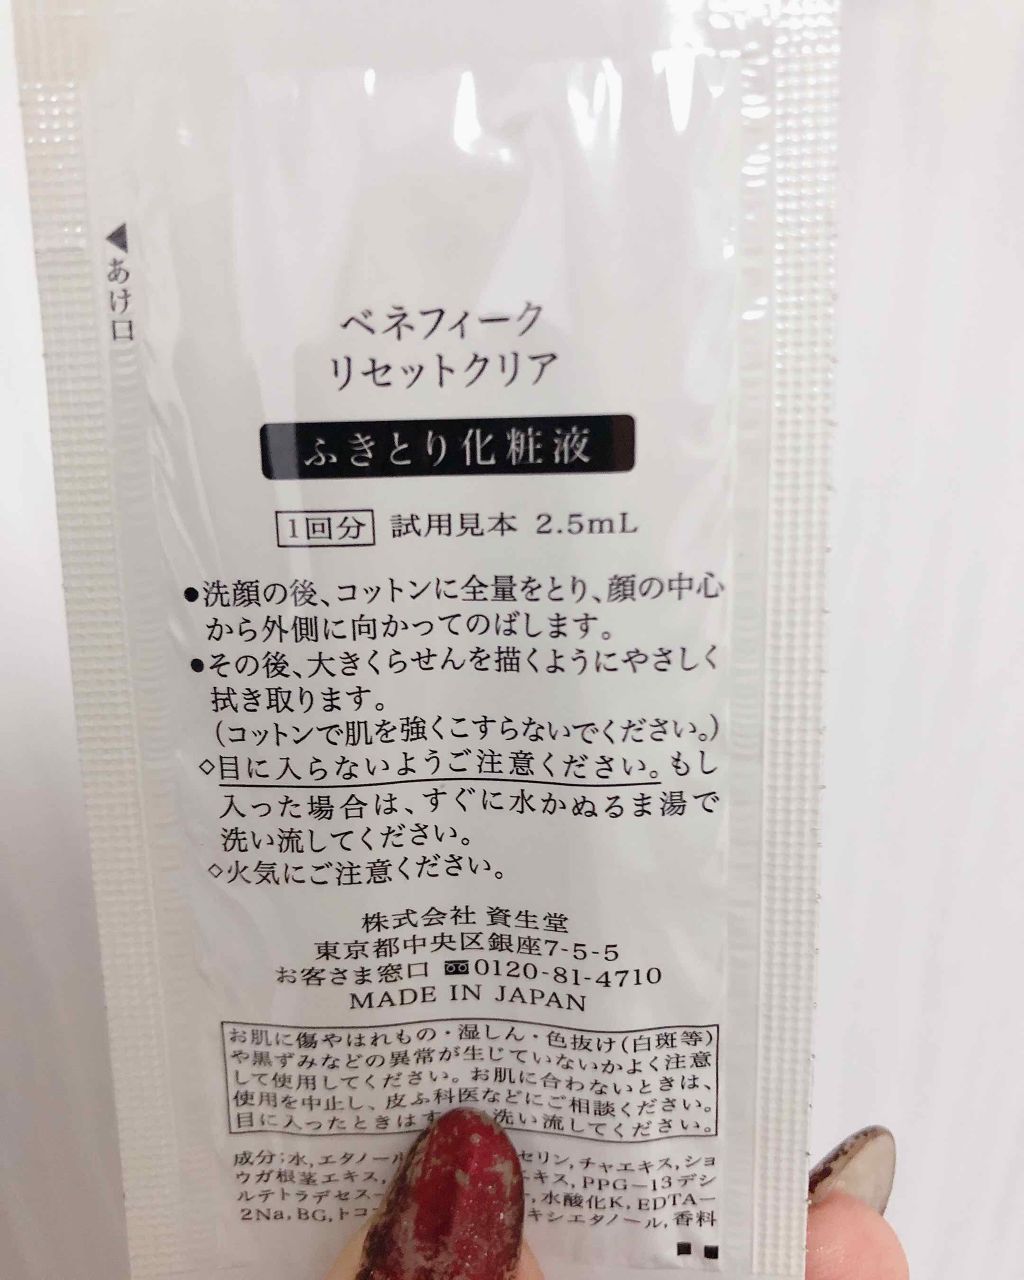 ◀あけ口
ベネフィーク
リセットクリア
ふきとり化粧液
1回分 試用見本 2.5mL
●洗顔の後、コットンに全量をとり、顔の中心
から外側に向かってのばします。
●その後、大きくらせんを描くようにやさしく
拭き取ります。
(コットンで肌を強くこすらないでください。)
◇目に入らないようご注意ください。もし
入った場合は、すぐに水かぬるま湯で
洗い流してください。
◇火気にご注意ください。
株式会社 資生堂
東京都中央区銀座7-5-5
お客さま窓口 0120-81-4710
MADE IN JAPAN
お肌に傷やはれもの・湿しん・色抜け(白斑等)
や黒ずみなどの異常が生じていないかよく注意
して使用してください。お肌に合わないときは、
使用を中止し、皮ふ科医などにご相談ください。
目に入ったときはす 洗い流してください。
成分;水,エタノール セリン,チャエキス,ショ
ウガ根茎エキス, キス,PPG-13デシ
ルテトラデセス- ,水酸化K,EDTA-
2Na,BG,トコフ キシエタノール,香料